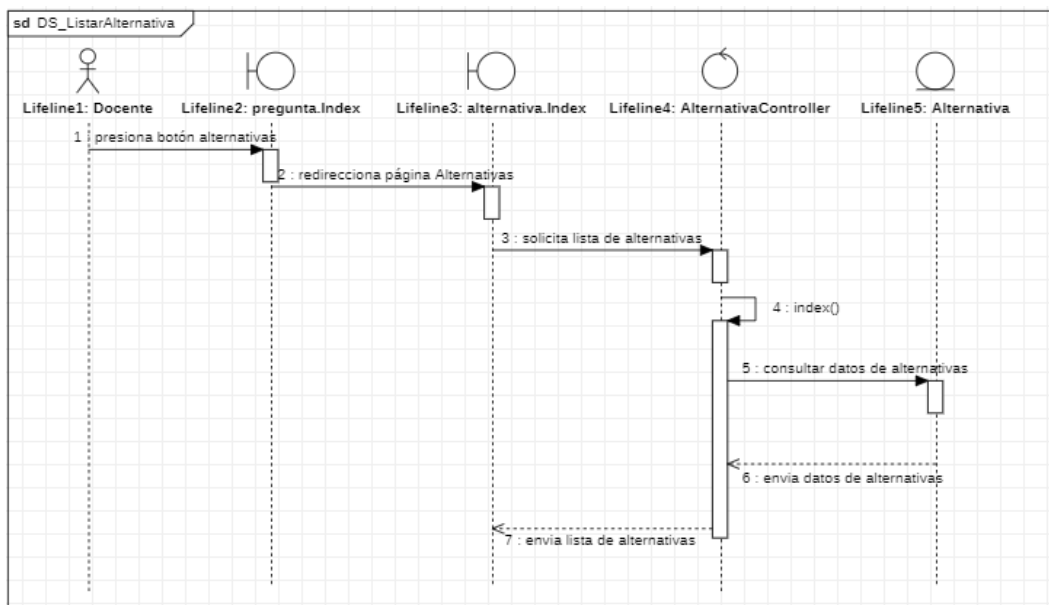 sd DS_ListarAlternativa
Lifeline1: Docente
Lifeline2: pregunta.Index
Lifeline3: alternativa.Index
Lifeline4: AlternativaController
Lifeline5: Alternativa
1 : presiona botón alternativas
2 : redirecciona página Alternativas
3 : solicita lista de alternativas
4 : index()
5 : consultar datos de alternativas
6 : envia datos de alternativas
7 : envia lista de alternativas